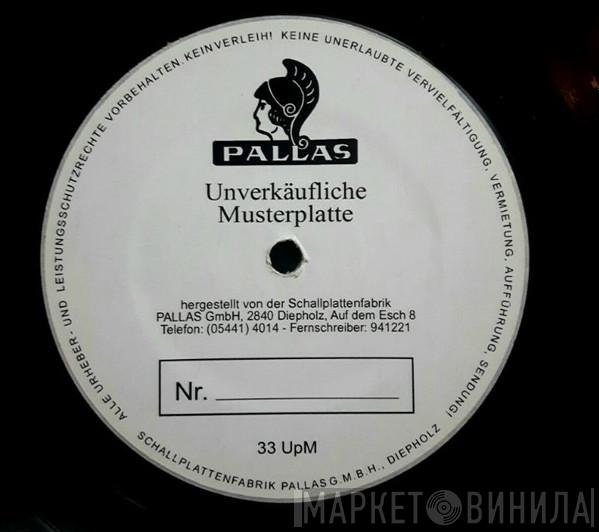 ALLE URHEBER- UND LEISTUNGSSCHUTZRECHTE VORBEHALTEN. KEIN VERLEIH! KEINE UNERLAUBTE VERVIELFÄLTIGUNG, VERMIETUNG, AUFFÜHRUNG, SENDUNG!
PALLAS
Unverkäufliche
Musterplatte
hergestellt von der Schallplattenfabrik
PALLAS GmbH, 2840 Diepholz, Auf dem Esch 8
Telefon: (05441) 4014 - Fernschreiber: 941221
Nr.
33 UpM
SCHALLPLATTENFABRIK PALLAS G.M.B.H., DIEPHOLZ
МАРКЕТ ВИНИЛА